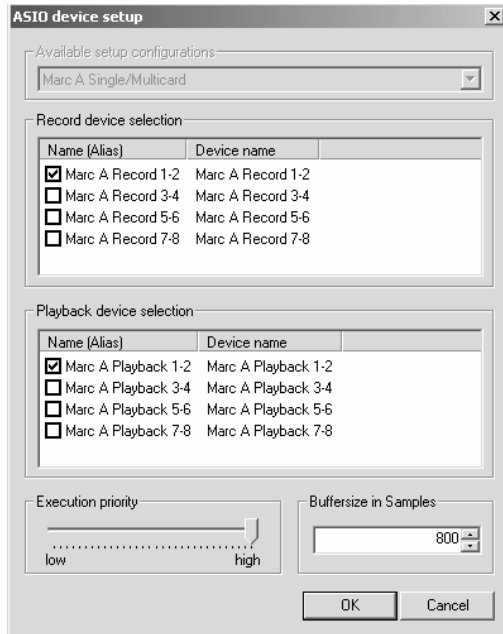 ASIO device setup
Available setup configurations
Marc A Single/Multicard
Record device selection
Name (Alias) Device name
Marc A Record 1-2 Marc A Record 1-2
Marc A Record 3-4 Marc A Record 3-4
Marc A Record 5-6 Marc A Record 5-6
Marc A Record 7-8 Marc A Record 7-8
Playback device selection
Name (Alias) Device name
Marc A Playback 1-2 Marc A Playback 1-2
Marc A Playback 3-4 Marc A Playback 3-4
Marc A Playback 5-6 Marc A Playback 5-6
Marc A Playback 7-8 Marc A Playback 7-8
Execution priority Buffersize in Samples
800
low high
OK Cancel